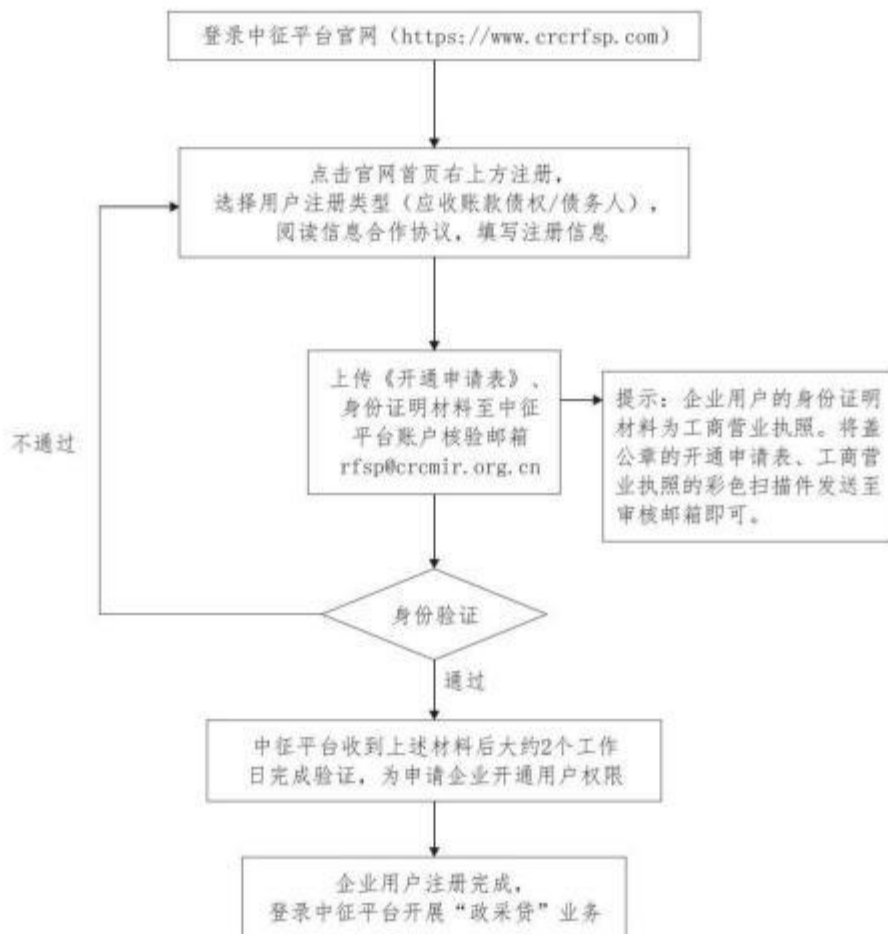 登录中征平台官网（https://www.crcrfsp.com）
点击官网首页右上方注册，
选择用户注册类型（应收账款债权/债务人），
阅读信息合作协议，填写注册信息
上传《开通申请表》、
身份证明材料至中征
平台账户核验邮箱
rfsp@crcmir.org.cn
提示：企业用户的身份证明
材料为工商营业执照。将盖
公章的开通申请表、工商营
业执照的彩色扫描件发送至
审核邮箱即可。
不通过
身份验证
通过
中征平台收到上述材料后大约2个工作
日完成验证，为申请企业开通用户权限
企业用户注册完成，
登录中征平台开展“政采贷”业务